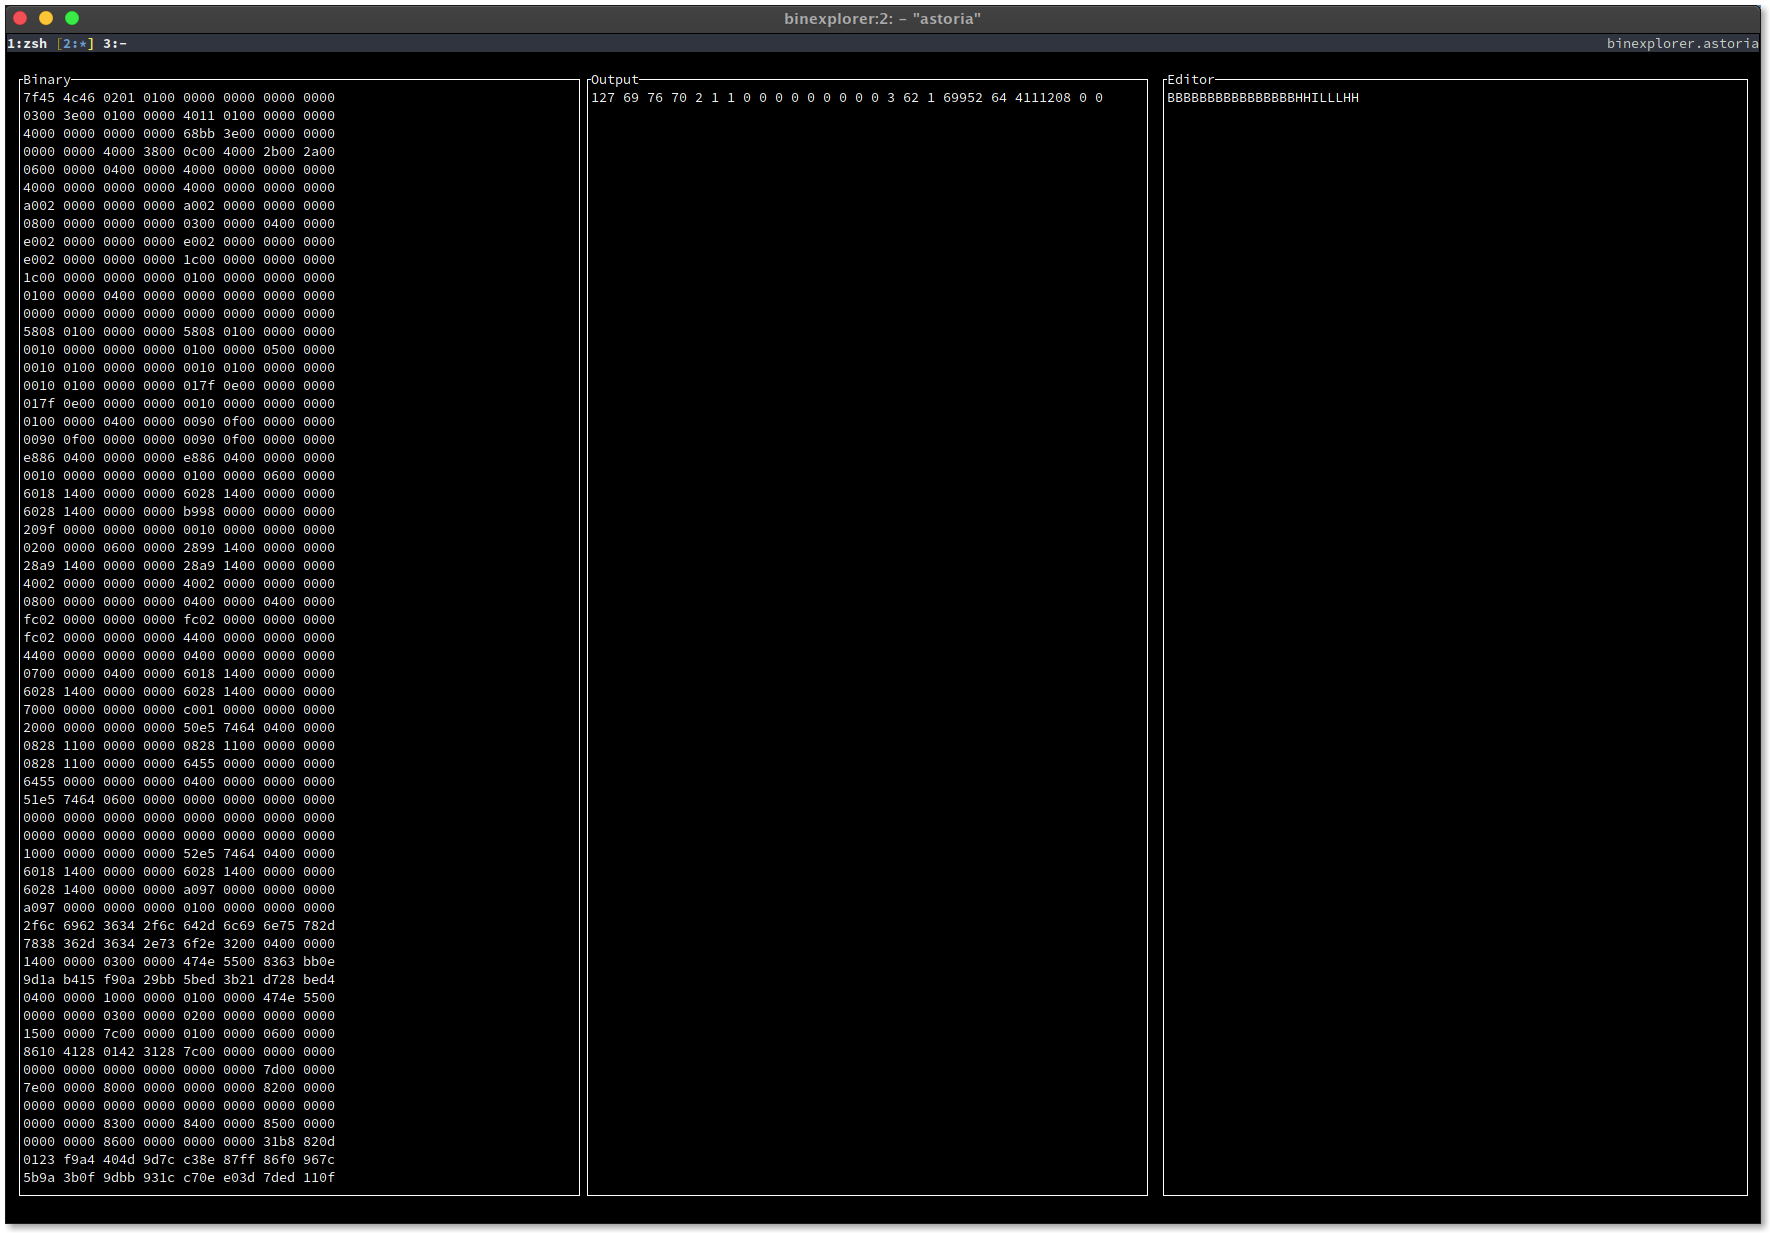 binexplorer:2: - "astoria"
1:zsh [2:*] 3:- binexplorer.astoria
Binary
7f45 4c46 0201 0100 0000 0000 0000 0000
0300 3e00 0100 0000 4011 0100 0000 0000
4000 0000 0000 0000 68bb 3e00 0000 0000
0000 0000 4000 3800 0c00 4000 2b00 2a00
0600 0000 0400 0000 4000 0000 0000 0000
4000 0000 0000 0000 4000 0000 0000 0000
a002 0000 0000 0000 a002 0000 0000 0000
0800 0000 0000 0000 0300 0000 0400 0000
e002 0000 0000 0000 e002 0000 0000 0000
e002 0000 0000 0000 1c00 0000 0000 0000
1c00 0000 0000 0000 0100 0000 0000 0000
0100 0000 0400 0000 0000 0000 0000 0000
0000 0000 0000 0000 0000 0000 0000 0000
5808 0100 0000 0000 5808 0100 0000 0000
0010 0000 0000 0000 0100 0000 0500 0000
0010 0100 0000 0000 0010 0100 0000 0000
0010 0100 0000 0000 017f 0e00 0000 0000
017f 0e00 0000 0000 0010 0000 0000 0000
0100 0000 0400 0000 0090 0f00 0000 0000
0090 0f00 0000 0000 0090 0f00 0000 0000
e886 0400 0000 0000 e886 0400 0000 0000
0010 0000 0000 0000 0100 0000 0600 0000
6018 1400 0000 0000 6028 1400 0000 0000
6028 1400 0000 0000 b998 0000 0000 0000
209f 0000 0000 0000 0010 0000 0000 0000
0200 0000 0600 0000 2899 1400 0000 0000
28a9 1400 0000 0000 28a9 1400 0000 0000
4002 0000 0000 0000 4002 0000 0000 0000
0800 0000 0000 0000 0400 0000 0400 0000
fc02 0000 0000 0000 fc02 0000 0000 0000
fc02 0000 0000 0000 4400 0000 0000 0000
4400 0000 0000 0000 0400 0000 0000 0000
0700 0000 0400 0000 6018 1400 0000 0000
6028 1400 0000 0000 6028 1400 0000 0000
7000 0000 0000 0000 c001 0000 0000 0000
2000 0000 0000 0000 50e5 7464 0400 0000
0828 1100 0000 0000 0828 1100 0000 0000
0828 1100 0000 0000 6455 0000 0000 0000
6455 0000 0000 0000 0400 0000 0000 0000
51e5 7464 0600 0000 0000 0000 0000 0000
0000 0000 0000 0000 0000 0000 0000 0000
0000 0000 0000 0000 0000 0000 0000 0000
1000 0000 0000 0000 52e5 7464 0400 0000
6018 1400 0000 0000 6028 1400 0000 0000
6028 1400 0000 0000 a097 0000 0000 0000
a097 0000 0000 0000 0100 0000 0000 0000
2f6c 6962 3634 2f6c 642d 6c69 6e75 782d
7838 362d 3634 2e73 6f2e 3200 0400 0000
1400 0000 0300 0000 474e 5500 8363 bb0e
9d1a b415 f90a 29bb 5bed 3b21 d728 bed4
0400 0000 1000 0000 0100 0000 474e 5500
0000 0000 0300 0000 0200 0000 0000 0000
1500 0000 7c00 0000 0100 0000 0600 0000
8610 4128 0142 3128 7c00 0000 0000 0000
0000 0000 0000 0000 0000 0000 7d00 0000
7e00 0000 8000 0000 0000 0000 8200 0000
0000 0000 0000 0000 0000 0000 0000 0000
0000 0000 8300 0000 8400 0000 8500 0000
0000 0000 8600 0000 0000 0000 31b8 820d
0123 f9a4 404d 9d7c c38e 87ff 86f0 967c
5b9a 3b0f 9dbb 931c c70e e03d 7ded 110f
Output
127 69 76 70 2 1 1 0 0 0 0 0 0 0 0 0 3 62 1 69952 64 4111208 0 0
Editor
BBBBBBBBBBBBBBBBHHILLLHH